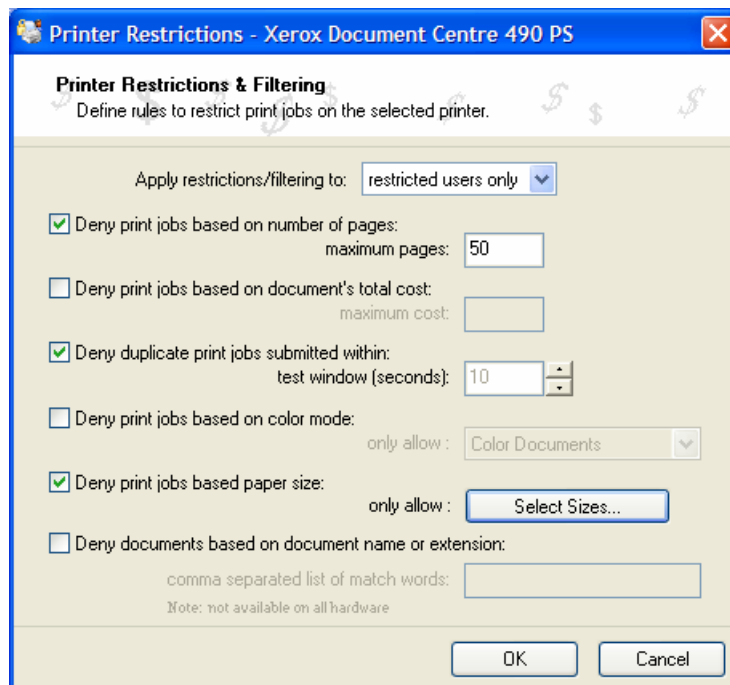 Printer Restrictions - Xerox Document Centre 490 PS
Printer Restrictions & Filtering
Define rules to restrict print jobs on the selected printer.
Apply restrictions/filtering to: restricted users only
Deny print jobs based on number of pages:
maximum pages: 50
Deny print jobs based on document's total cost:
maximum cost:
Deny duplicate print jobs submitted within:
test window (seconds): 10
Deny print jobs based on color mode:
only allow : Color Documents
Deny print jobs based paper size:
only allow : Select Sizes...
Deny documents based on document name or extension:
comma separated list of match words:
Note: not available on all hardware
OK Cancel